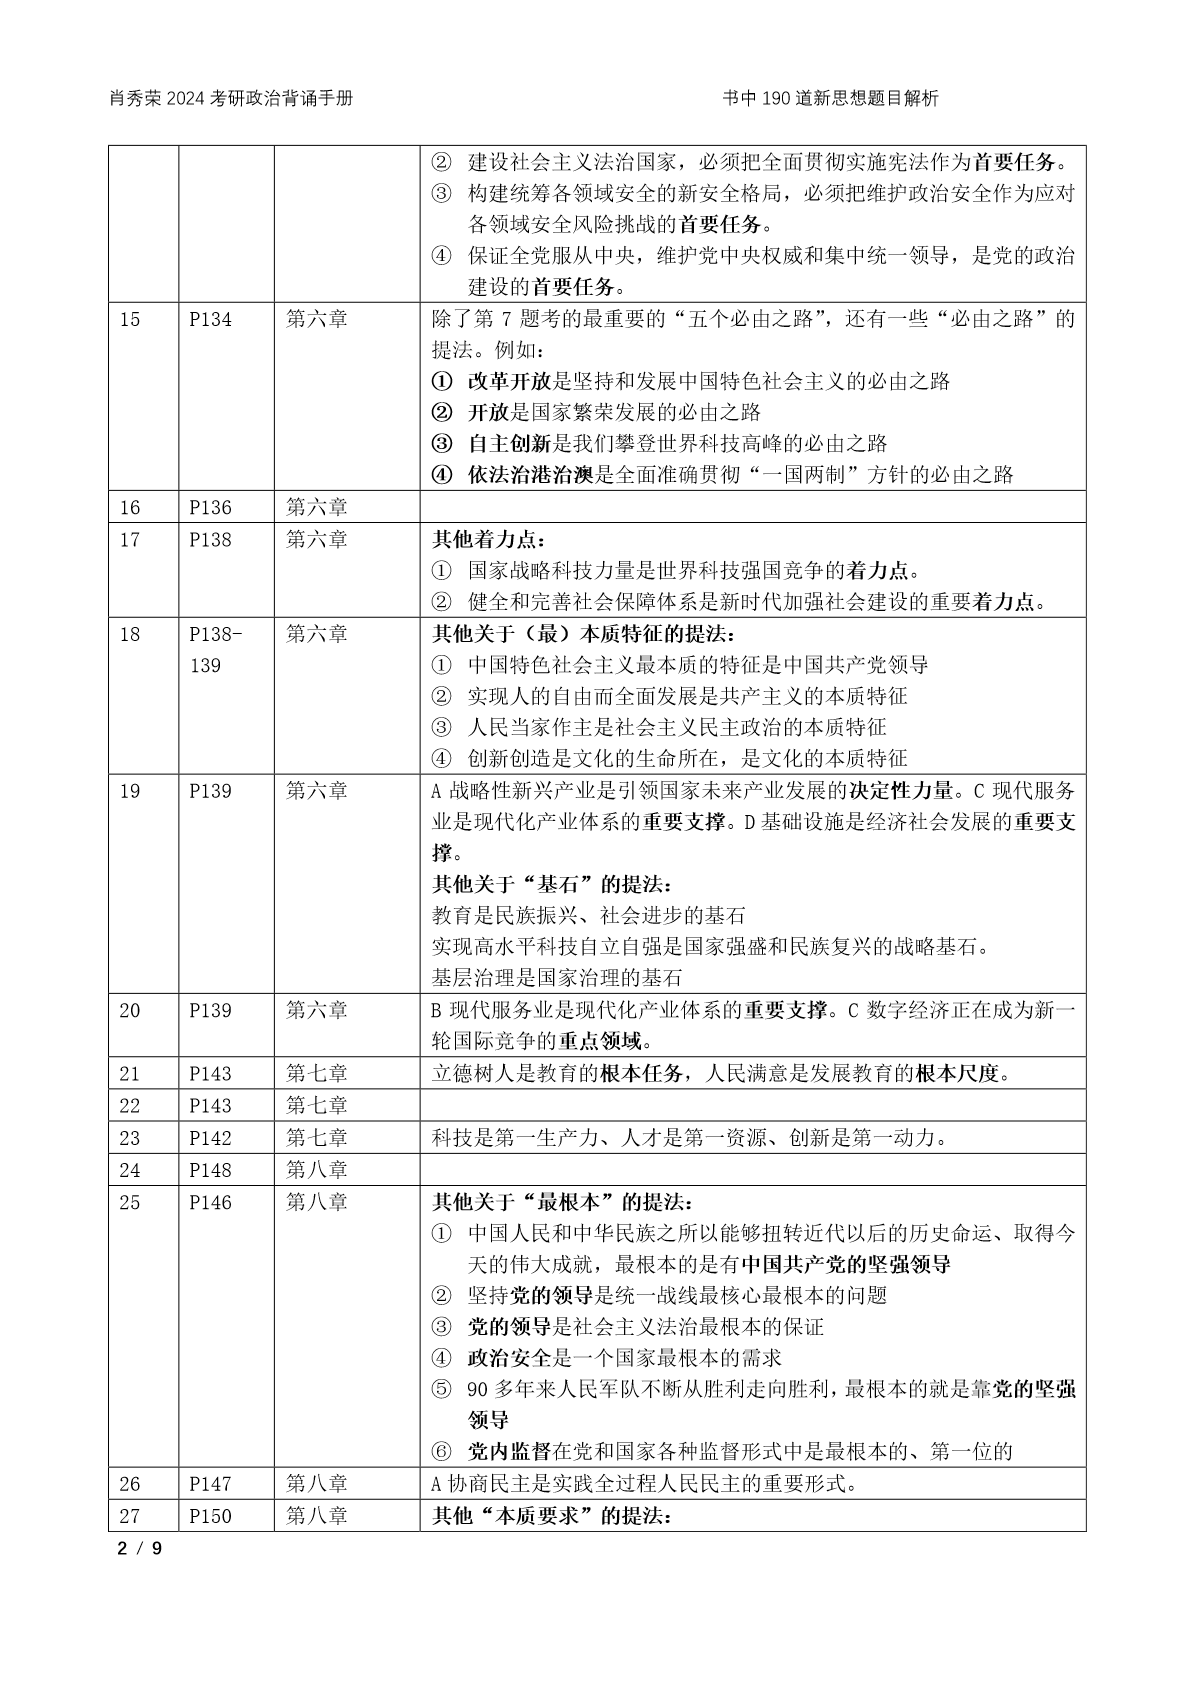 肖秀荣 2024 考研政治背诵手册 书中 190 道新思想题目解析
② 建设社会主义法治国家，必须把全面贯彻实施宪法作为首要任务。
③ 构建统筹各领域安全的新安全格局，必须把维护政治安全作为应对
各领域安全风险挑战的首要任务。
④ 保证全党服从中央，维护党中央权威和集中统一领导，是党的政治
建设的首要任务。
15 P134 第六章 除了第 7 题考的最重要的“五个必由之路”，还有一些“必由之路”的
提法。例如：
① 改革开放是坚持和发展中国特色社会主义的必由之路
② 开放是国家繁荣发展的必由之路
③ 自主创新是我们攀登世界科技高峰的必由之路
④ 依法治港治澳是全面准确贯彻“一国两制”方针的必由之路
16 P136 第六章
17 P138 第六章 其他着力点：
① 国家战略科技力量是世界科技强国竞争的着力点。
② 健全和完善社会保障体系是新时代加强社会建设的重要着力点。
18 P138- 第六章 其他关于（最）本质特征的提法：
139 ① 中国特色社会主义最本质的特征是中国共产党领导
② 实现人的自由而全面发展是共产主义的本质特征
③ 人民当家作主是社会主义民主政治的本质特征
④ 创新创造是文化的生命所在，是文化的本质特征
19 P139 第六章 A 战略性新兴产业是引领国家未来产业发展的决定性力量。C 现代服务
业是现代化产业体系的重要支撑。D 基础设施是经济社会发展的重要支
撑。
其他关于“基石”的提法：
教育是民族振兴、社会进步的基石
实现高水平科技自立自强是国家强盛和民族复兴的战略基石。
基层治理是国家治理的基石
20 P139 第六章 B 现代服务业是现代化产业体系的重要支撑。C 数字经济正在成为新一
轮国际竞争的重点领域。
21 P143 第七章 立德树人是教育的根本任务，人民满意是发展教育的根本尺度。
22 P143 第七章
23 P142 第七章 科技是第一生产力、人才是第一资源、创新是第一动力。
24 P148 第八章
25 P146 第八章 其他关于“最根本”的提法：
① 中国人民和中华民族之所以能够扭转近代以后的历史命运、取得今
天的伟大成就，最根本的是有中国共产党的坚强领导
② 坚持党的领导是统一战线最核心最根本的问题
③ 党的领导是社会主义法治最根本的保证
④ 政治安全是一个国家最根本的需求
⑤ 90 多年来人民军队不断从胜利走向胜利，最根本的就是靠党的坚强
领导
⑥ 党内监督在党和国家各种监督形式中是最根本的、第一位的
26 P147 第八章 A 协商民主是实践全过程人民民主的重要形式。
27 P150 第八章 其他“本质要求”的提法：
2 / 9